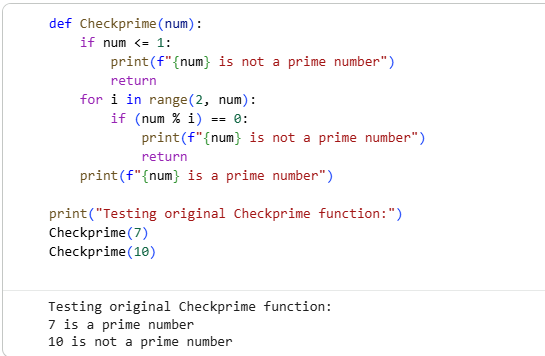 def Checkprime(num):
    if num <= 1:
        print(f"{num} is not a prime number")
        return
    for i in range(2, num):
        if (num % i) == 0:
            print(f"{num} is not a prime number")
            return
    print(f"{num} is a prime number")

print("Testing original Checkprime function:")
Checkprime(7)
Checkprime(10)

Testing original Checkprime function:
7 is a prime number
10 is not a prime number